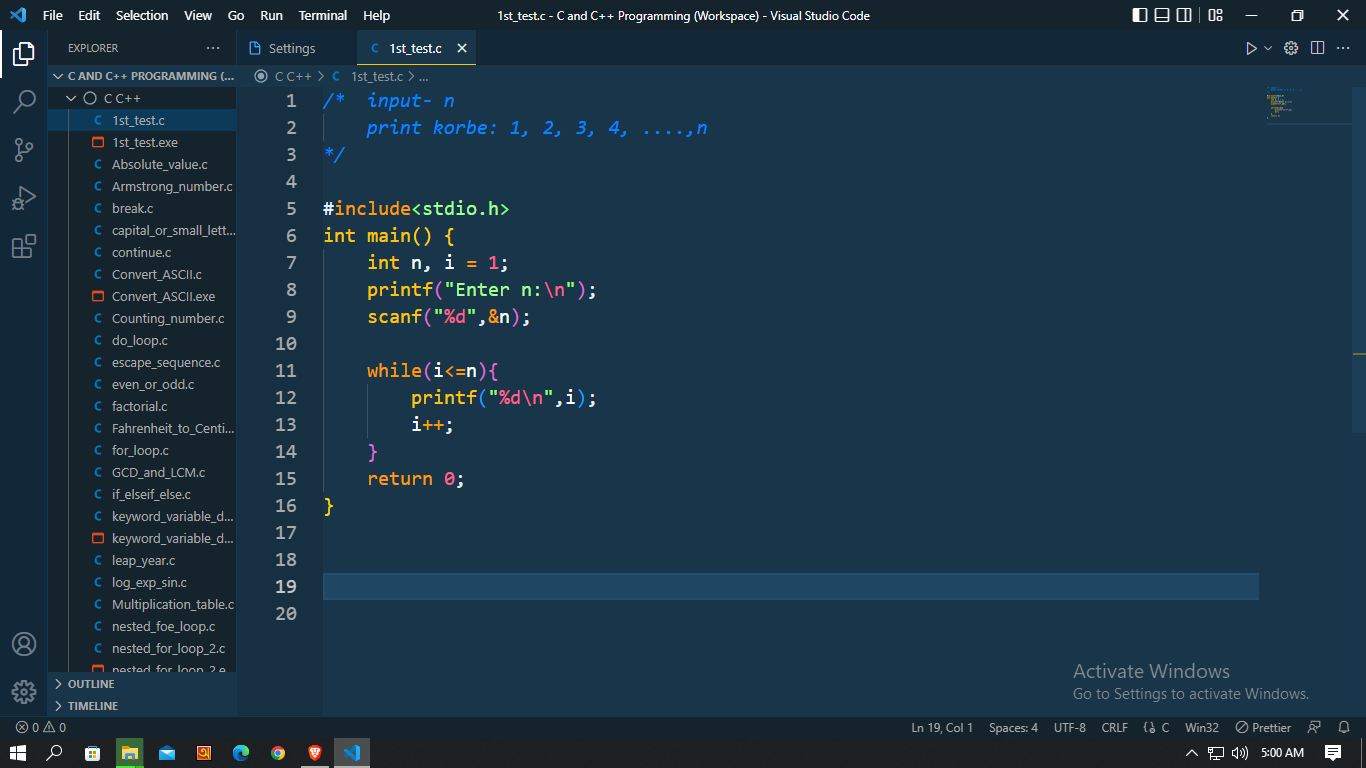 File Edit Selection View Go Run Terminal Help
1st_test.c - C and C++ Programming (Workspace) - Visual Studio Code
EXPLORER
Settings
1st_test.c
C AND C++ PROGRAMMING (...
C C++
1st_test.c
1st_test.exe
Absolute_value.c
Armstrong_number.c
break.c
capital_or_small_lett...
continue.c
Convert_ASCII.c
Convert_ASCII.exe
Counting_number.c
do_loop.c
escape_sequence.c
even_or_odd.c
factorial.c
Fahrenheit_to_Centi...
for_loop.c
GCD_and_LCM.c
if_elseif_else.c
keyword_variable_d...
keyword_variable_d...
leap_year.c
log_exp_sin.c
Multiplication_table.c
nested_foe_loop.c
nested_for_loop_2.c
nested_for_loop_2.e
OUTLINE
TIMELINE
C C++ > C 1st_test.c > ...
1 /*  input- n
2     print korbe: 1, 2, 3, 4, ....,n
3 */
4
5 #include<stdio.h>
6 int main() {
7     int n, i = 1;
8     printf("Enter n:\n");
9     scanf("%d",&n);
10
11     while(i<=n){
12         printf("%d\n",i);
13         i++;
14     }
15     return 0;
16 }
17
18
19
20
Activate Windows
Go to Settings to activate Windows.
0 0
Ln 19, Col 1 Spaces: 4 UTF-8 CRLF {} C Win32 Prettier
5:00 AM